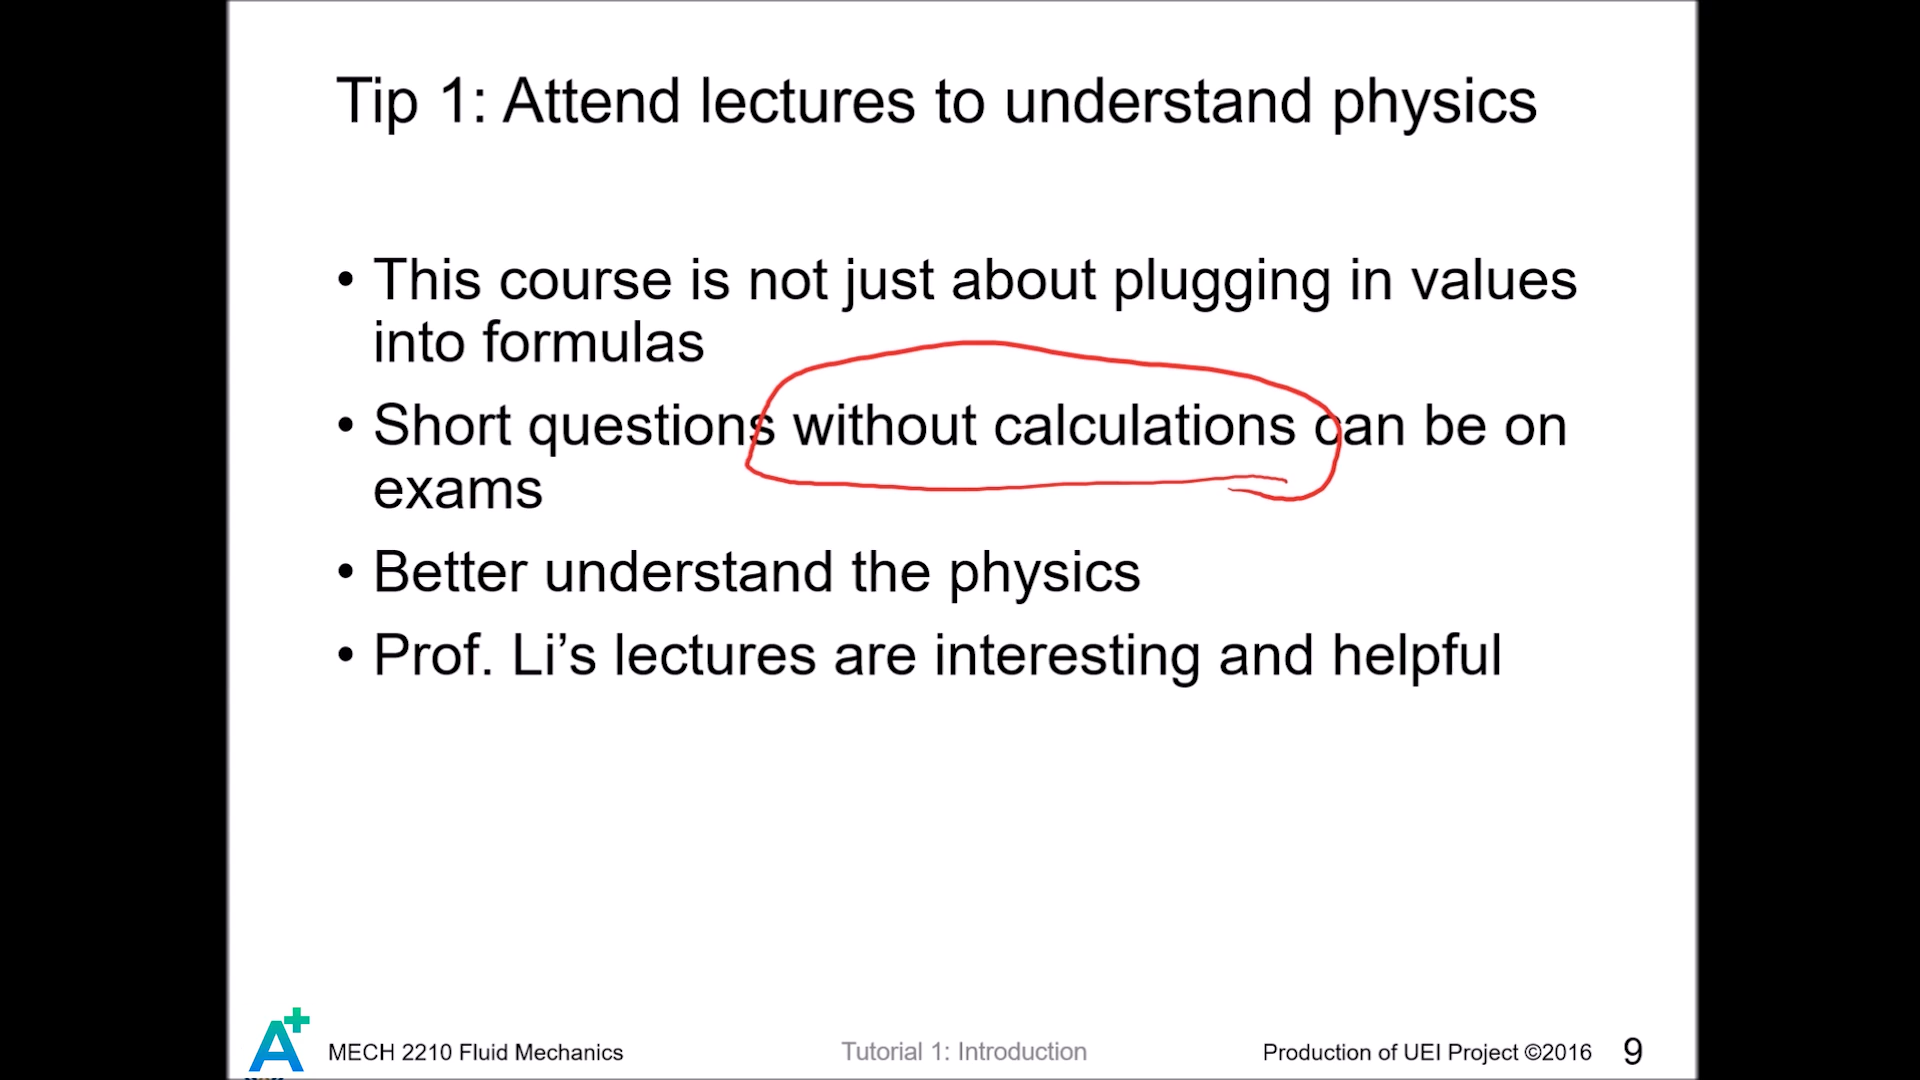 Tip 1: Attend lectures to understand physics
• This course is not just about plugging in values
into formulas
• Short questions without calculations can be on
exams
• Better understand the physics
• Prof. Li’s lectures are interesting and helpful
A+
MECH 2210 Fluid Mechanics
Tutorial 1: Introduction
Production of UEI Project ©2016
9